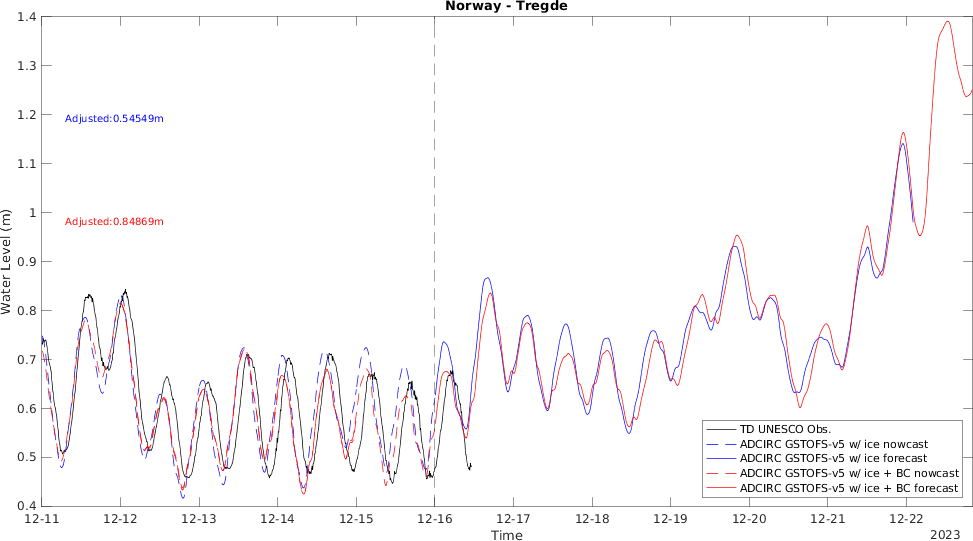 Norway - Tregde
1.4
1.3
1.2
1.1
1
0.9
0.8
0.7
0.6
0.5
0.4
Water Level (m)
Adjusted:0.54549m
Adjusted:0.84869m
TD UNESCO Obs.
ADCIRC GSTOFS-v5 w/ ice nowcast
ADCIRC GSTOFS-v5 w/ ice forecast
ADCIRC GSTOFS-v5 w/ ice + BC nowcast
ADCIRC GSTOFS-v5 w/ ice + BC forecast
12-11 12-12 12-13 12-14 12-15 12-16 12-17 12-18 12-19 12-20 12-21 12-22
Time
2023